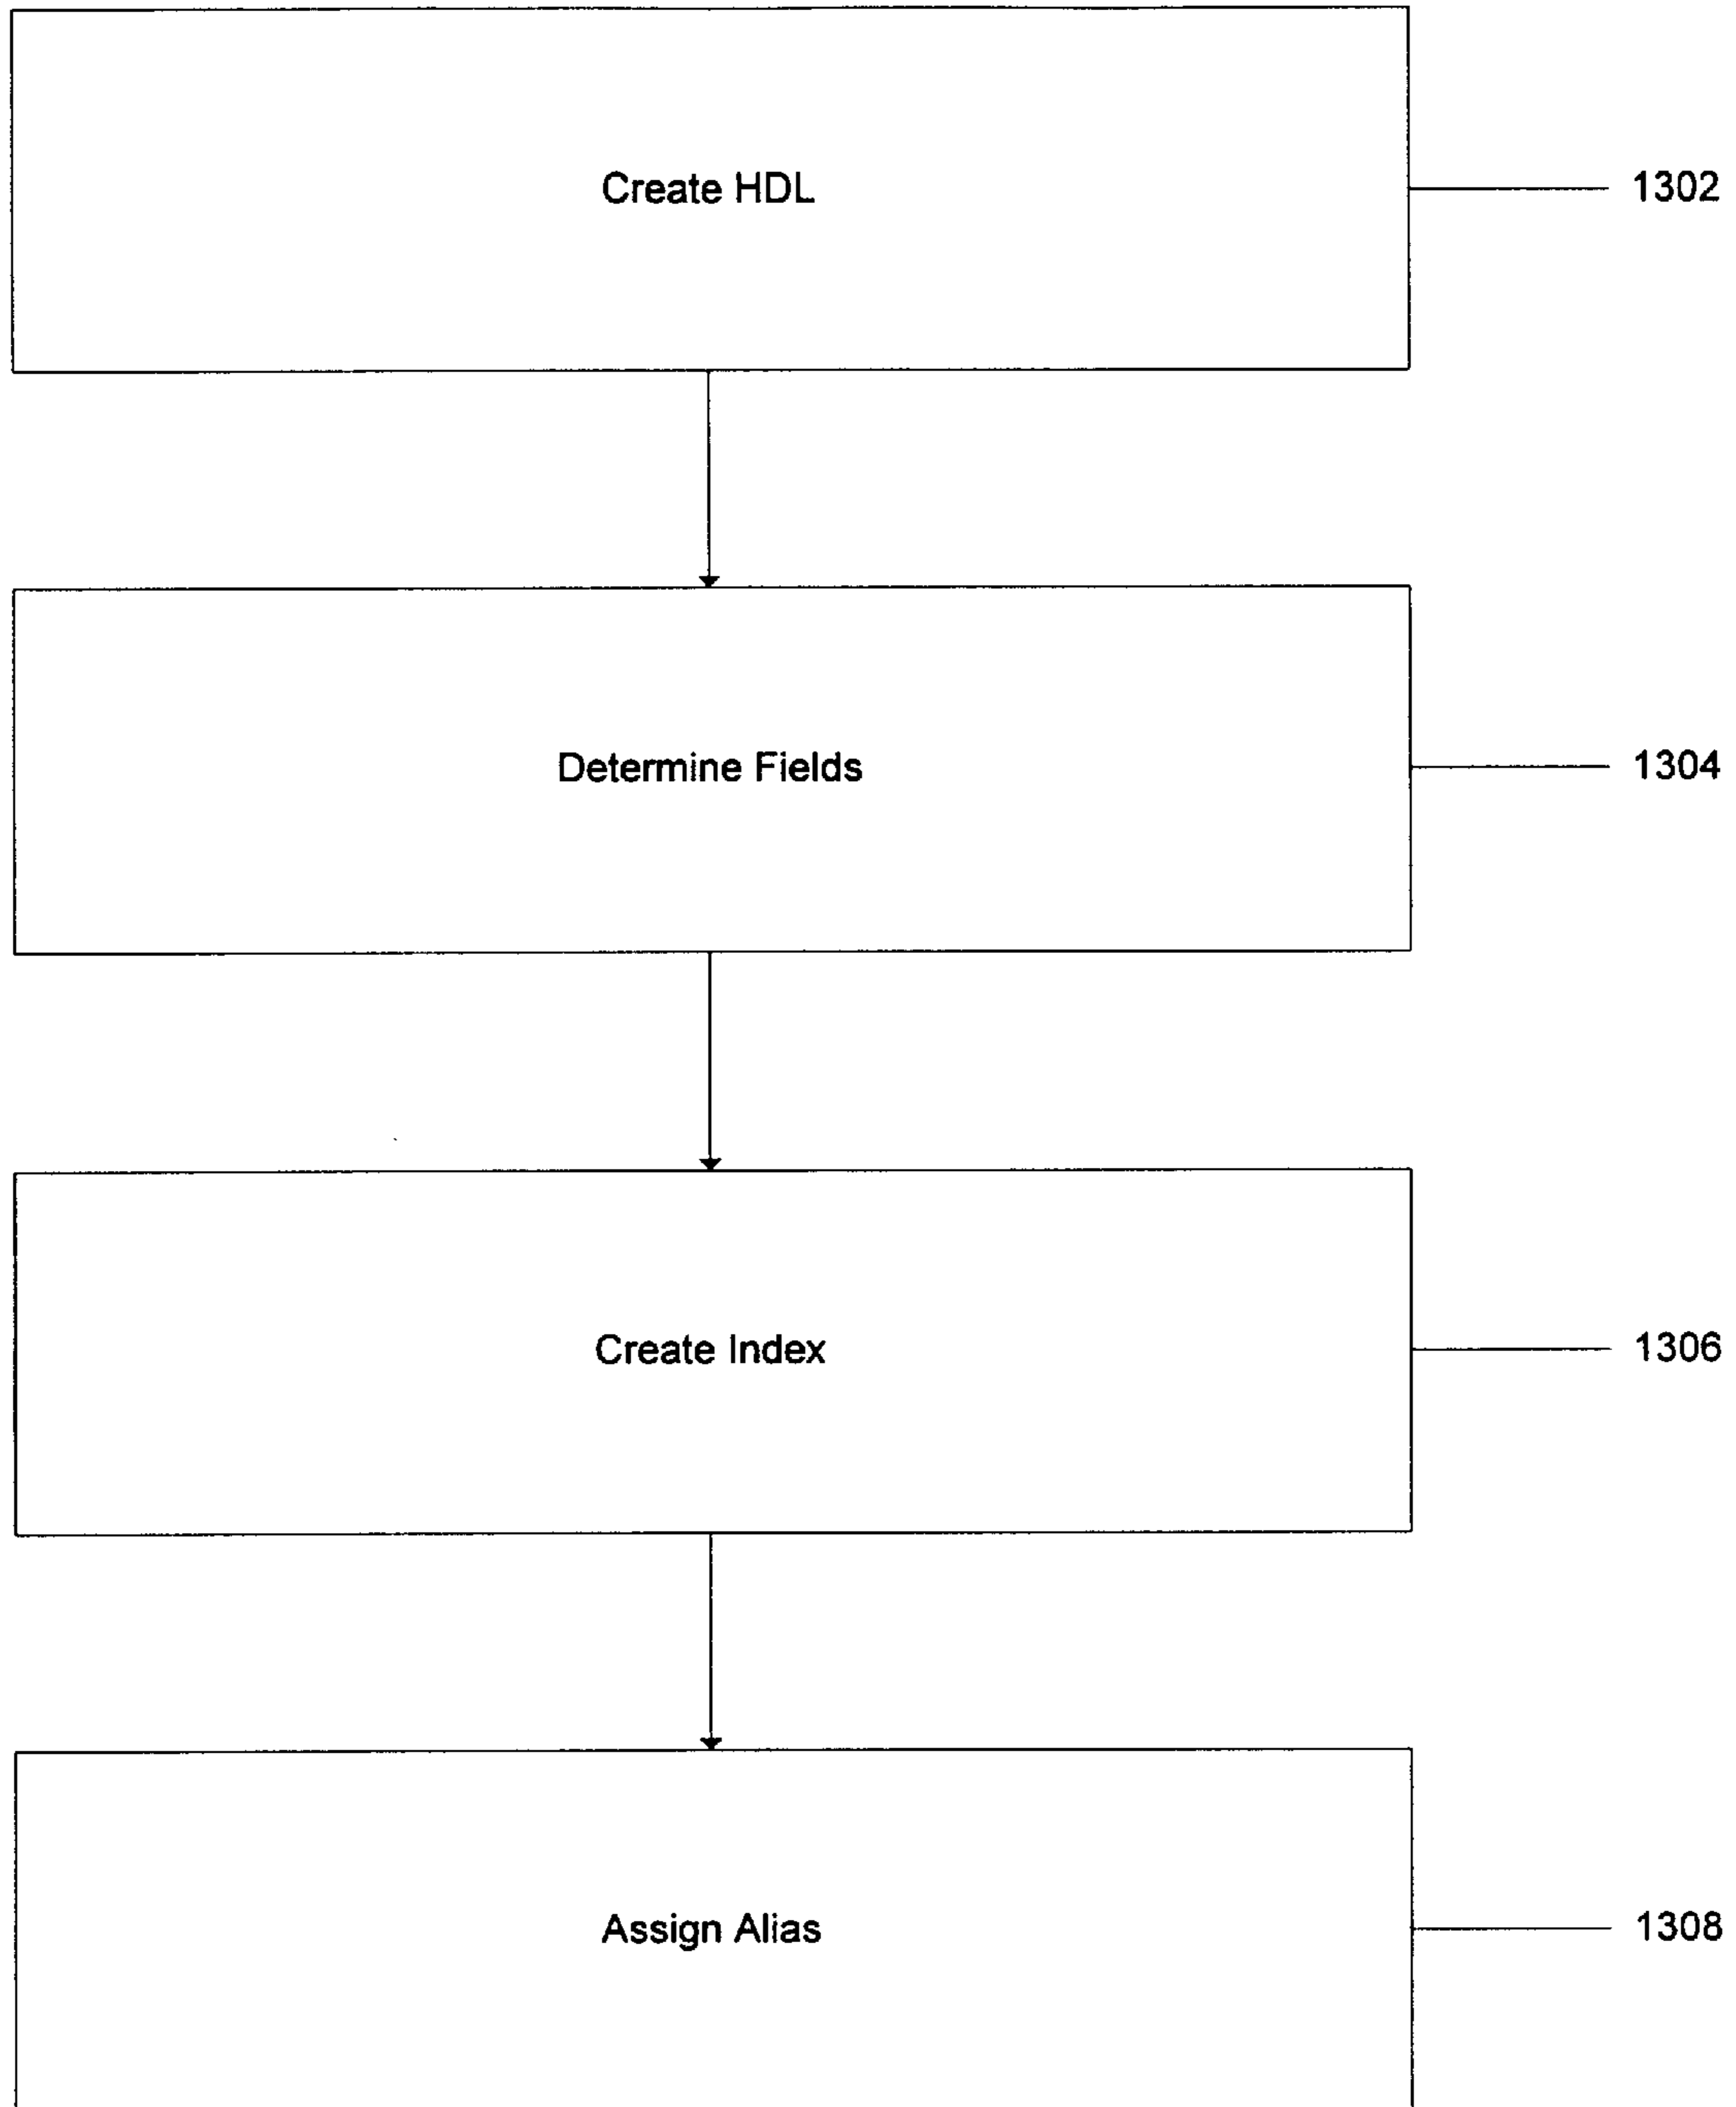 Create HDL
1302
Determine Fields
1304
Create Index
1306
Assign Alias
1308